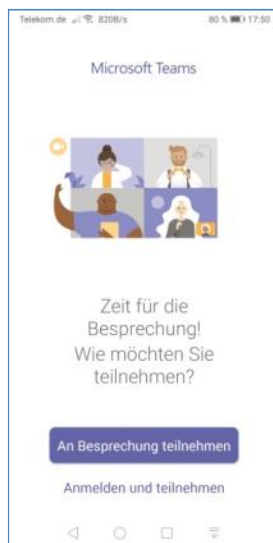 Telekom.de 820B/s 80 % 17:50
Microsoft Teams
Zeit für die
Besprechung!
Wie möchten Sie
teilnehmen?
An Besprechung teilnehmen
Anmelden und teilnehmen